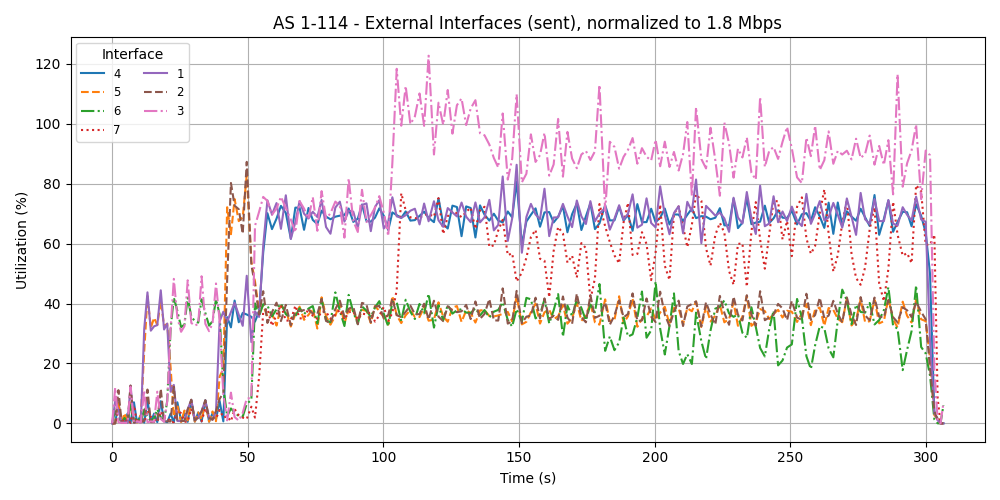 AS 1-114 - External Interfaces (sent), normalized to 1.8 Mbps
Interface
4 1
5 2
6 3
7
Utilization (%)
120
100
80
60
40
20
0
0 50 100 150 200 250 300
Time (s)